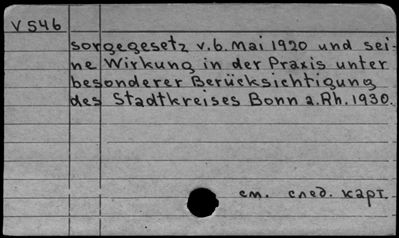 V 546
sorgegesetz v. 6. Mai 1920 und sei-
ne Wirkung in der Praxis unter
besonderer Berücksichtigung
des Stadtkreises Bonn a. Rh. 1930.
см. след. карт.